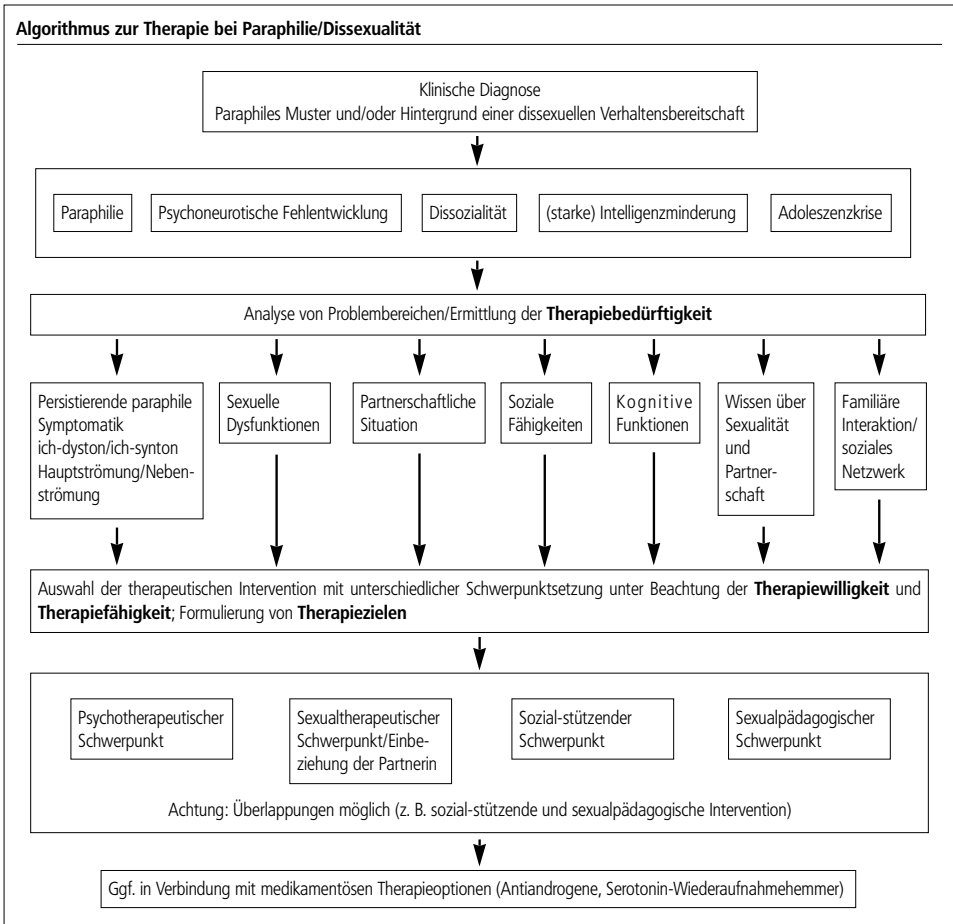 Algorithmus zur Therapie bei Paraphilie/Dissexualität
Klinische Diagnose
Paraphiles Muster und/oder Hintergrund einer dissexuellen Verhaltensbereitschaft
Paraphilie
Psychoneurotische Fehlentwicklung
Dissozialität
(starke) Intelligenzminderung
Adoleszenzkrise
Analyse von Problembereichen/Ermittlung der Therapiebedürftigkeit
Persistierende paraphile
Symptomatik
ich-dyston/ich-synton
Hauptströmung/Neben-
strömung
Sexuelle
Dysfunktionen
Partnerschaftliche
Situation
Soziale
Fähigkeiten
Kognitive
Funktionen
Wissen über
Sexualität
und
Partner-
schaft
Familiäre
Interaktion/
soziales
Netzwerk
Auswahl der therapeutischen Intervention mit unterschiedlicher Schwerpunktsetzung unter Beachtung der Therapiewilligkeit und
Therapiefähigkeit; Formulierung von Therapiezielen
Psychotherapeutischer
Schwerpunkt
Sexualtherapeutischer
Schwerpunkt/Einbe-
ziehung der Partnerin
Sozial-stützender
Schwerpunkt
Sexualpädagogischer
Schwerpunkt
Achtung: Überlappungen möglich (z. B. sozial-stützende und sexualpädagogische Intervention)
Ggf. in Verbindung mit medikamentösen Therapieoptionen (Antiandrogene, Serotonin-Wiederaufnahmehemmer)